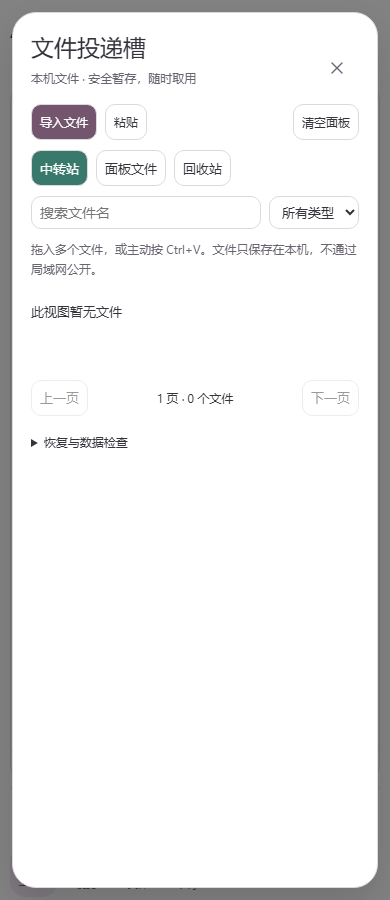 文件投递槽
本机文件 · 安全暂存，随时取用
导入文件 粘贴 清空面板
中转站 面板文件 回收站
搜索文件名 所有类型
拖入多个文件，或主动按 Ctrl+V。文件只保存在本机，不通过
局域网公开。
此视图暂无文件
上一页 1 页 · 0 个文件 下一页
恢复与数据检查